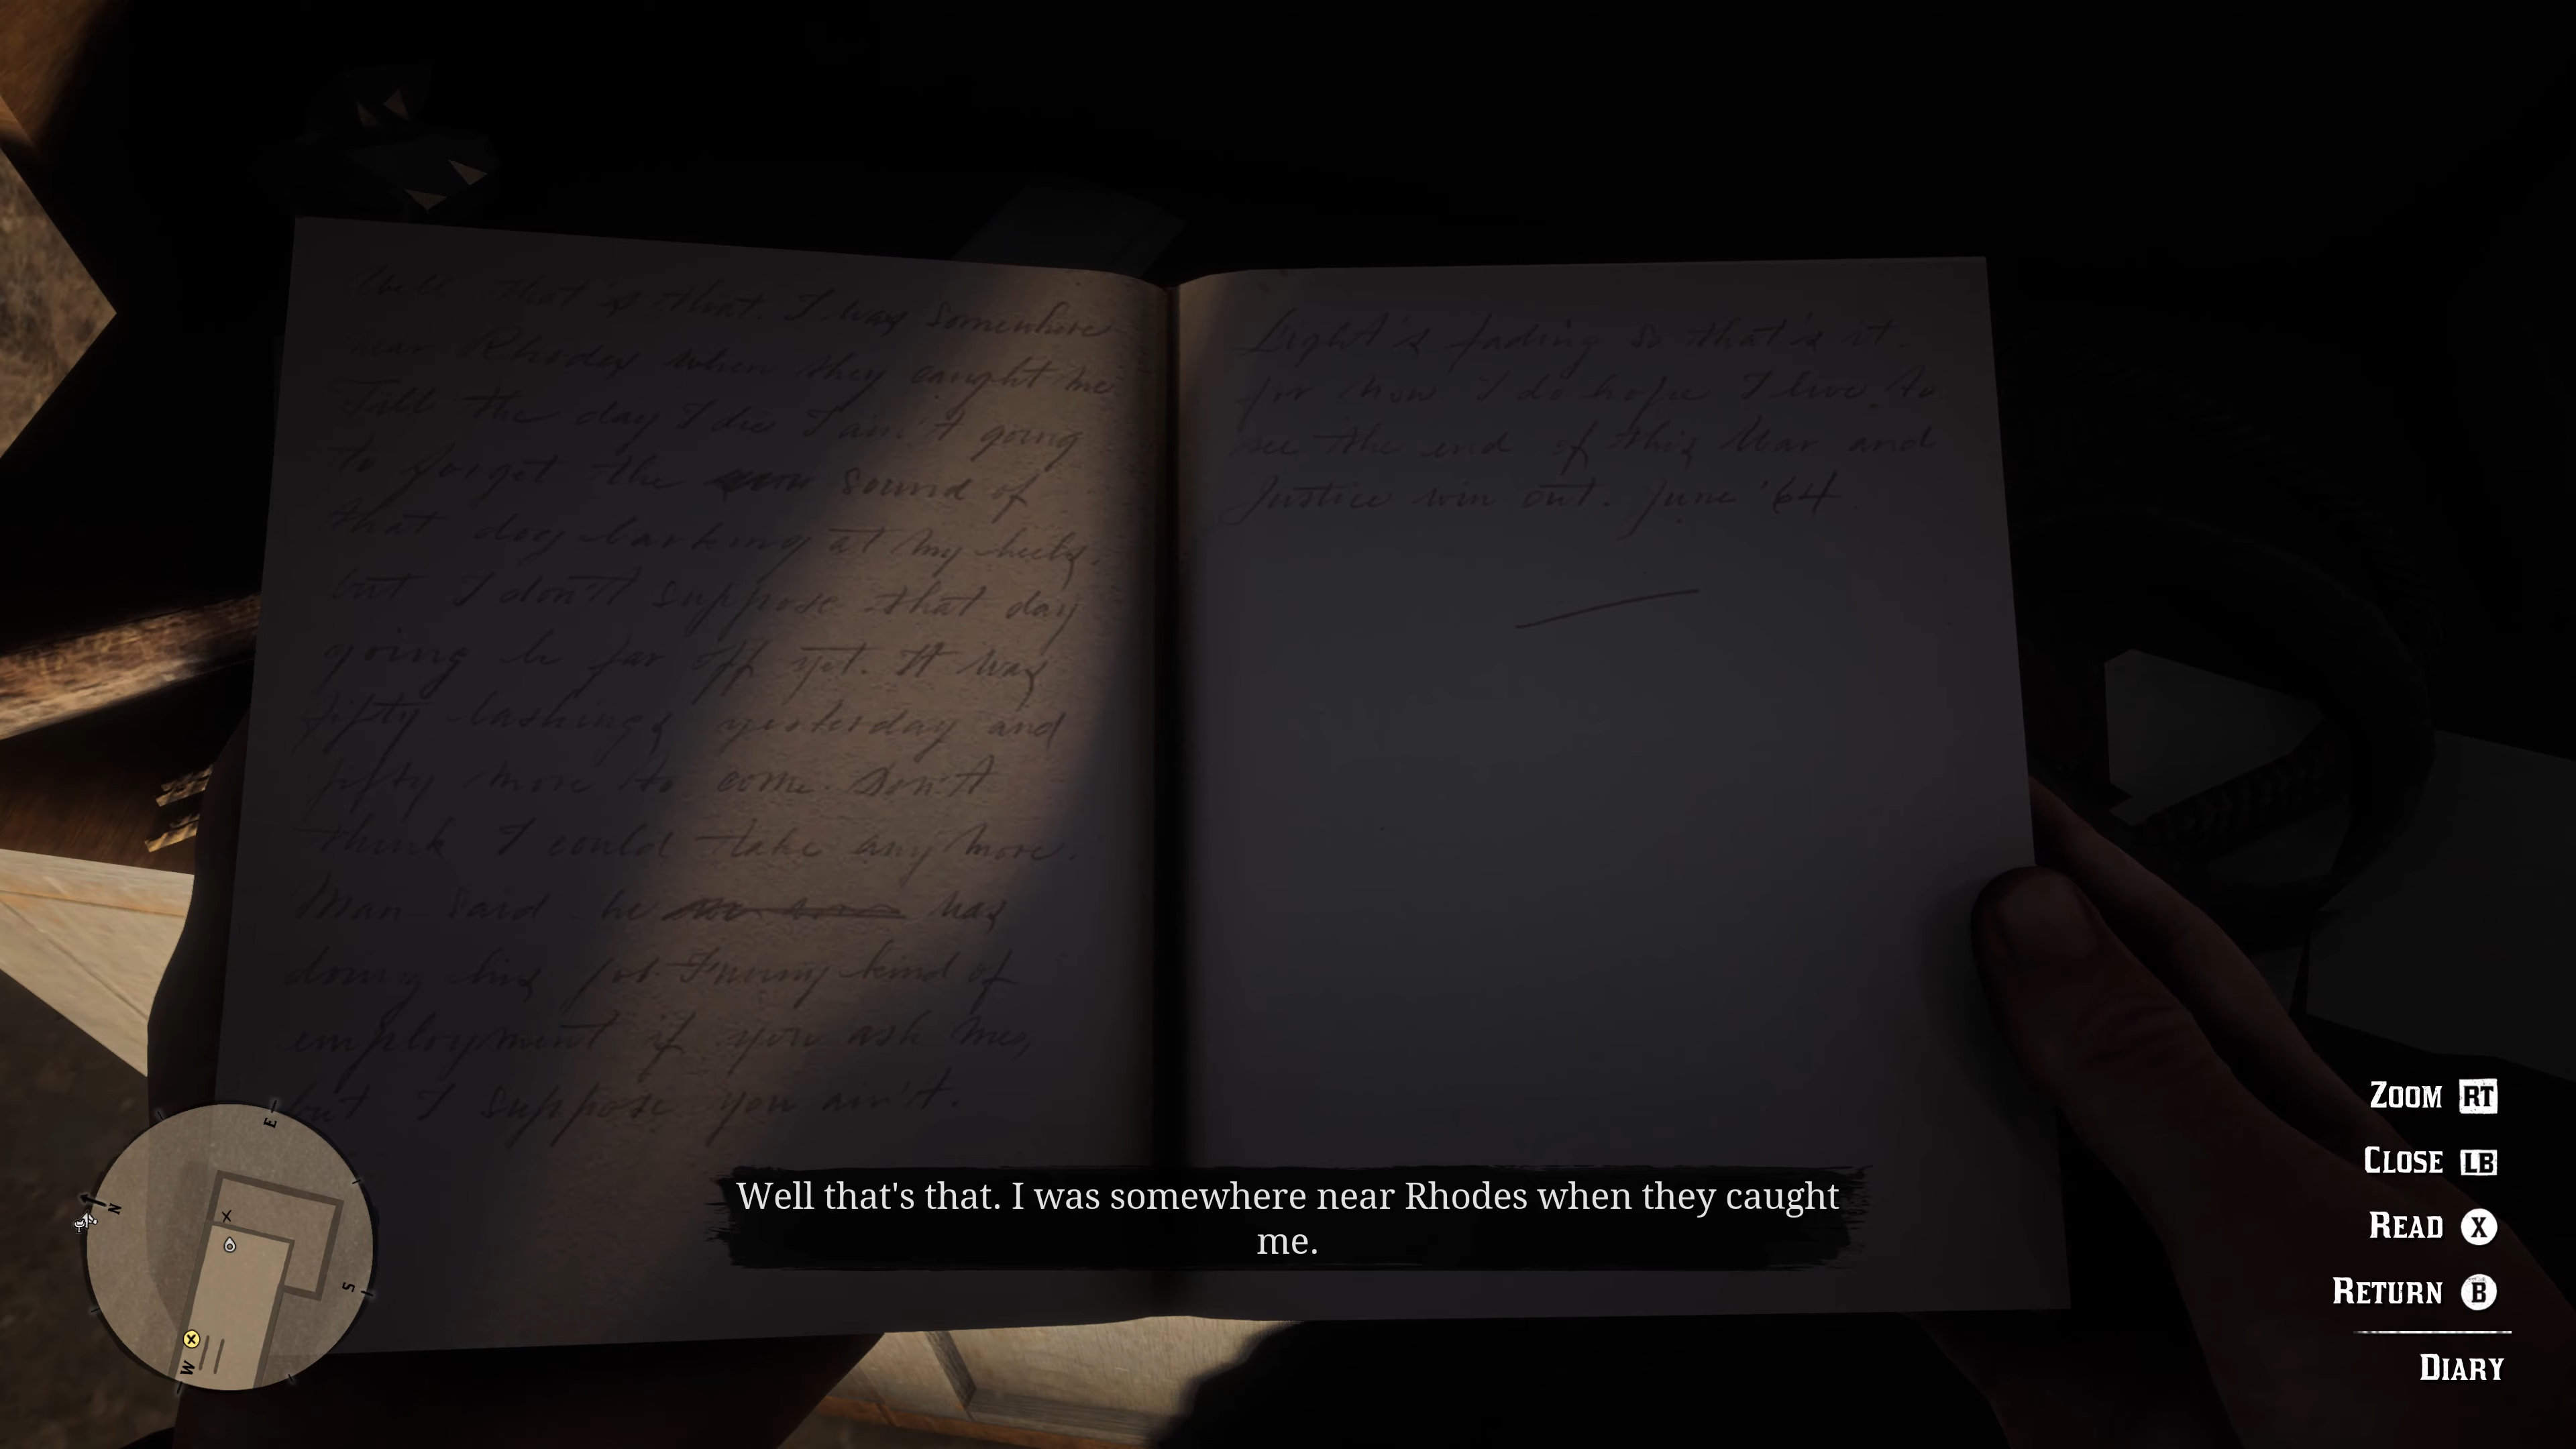 Well that's that. I was somewhere
near Rhodes when they caught me
Till the day I die I ain't going
to forget the sound of
that dog barking at my heels,
but I don't suppose that day
going be far off yet. It was
fifty lashings yesterday and
fifty more to come. Don't
think I could take any more.
Man said he was
doing his job. Funny kind of
employment if you ask me,
but I suppose you ain't.
Light's fading so that's it
for now I do hope I live to
see the end of this War and
Justice win out. June '64
Well that's that. I was somewhere near Rhodes when they caught
me.
N
E
S
W
ZOOM RT
CLOSE LB
READ X
RETURN B
DIARY